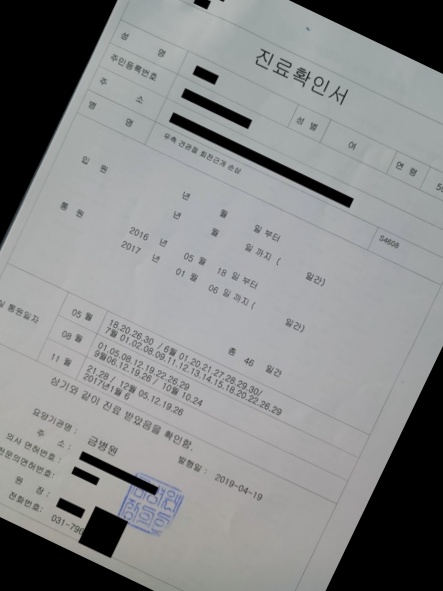 진료확인서
성 명
주민등록번호
성 별 여 연 령
주 소
병 명 우측 견관절 회전근개 손상 S4608
입 원 년 월 일 부터
년 월 일 까지 ( 일간)
통 원 2016 년 05 월 18 일 부터
2017 년 01 월 06 일 까지 ( 일간)
총 46 일간
실 통원일자
05 월 18.20.26.30 / 6월 01.20.21.27.28.29.30/
7월 01.02.08.09.11.12.13.14.15.18.20.22.26.29
08 월 01.05.08.12.19.22.26.29
9월06.12.19.26 / 10월 10.24
11 월 21.28 / 12월 05.12.19.26
2017년1월 6
상기와 같이 진료 받았음을 확인함.
발행일 : 2019-04-19
요양기관명 : 금병원
주 소 :
의사 면허번호 :
전문의면허번호:
원 장 :
전화번호: 031-796